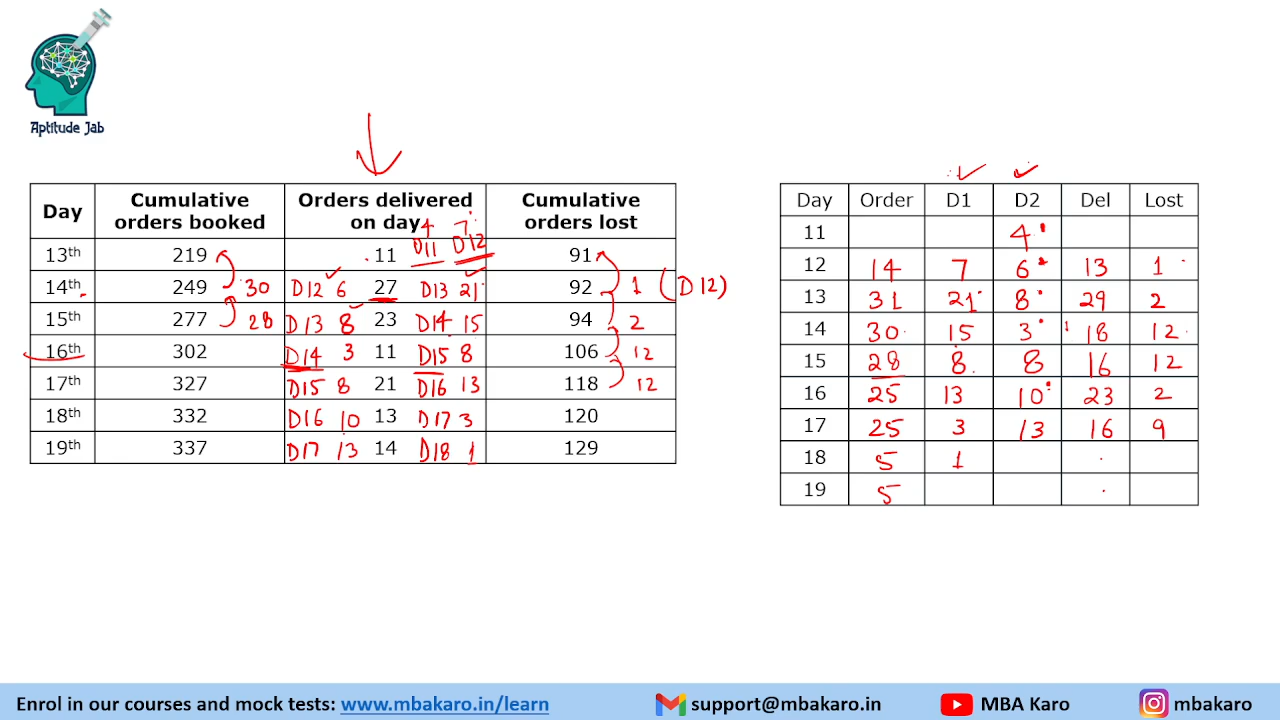 Aptitude Jab
Day Cumulative orders booked Orders delivered on day Cumulative orders lost
4 7
D11 D12
13th 219 11 91
14th 249 30 D12 6 27 D13 21 92 1 (D12)
15th 277 28 D13 8 23 D14 15 94 2
16th 302 D14 3 11 D15 8 106 12
17th 327 D15 8 21 D16 13 118 12
18th 332 D16 10 13 D17 3 120
19th 337 D17 13 14 D18 1 129
Day Order D1 D2 Del Lost
11 4
12 14 7 6 13 1
13 31 21 8 29 2
14 30 15 3 18 12
15 28 8 8 16 12
16 25 13 10 23 2
17 25 3 13 16 9
18 5 1
19 5
Enrol in our courses and mock tests: www.mbakaro.in/learn support@mbakaro.in MBA Karo mbakaro